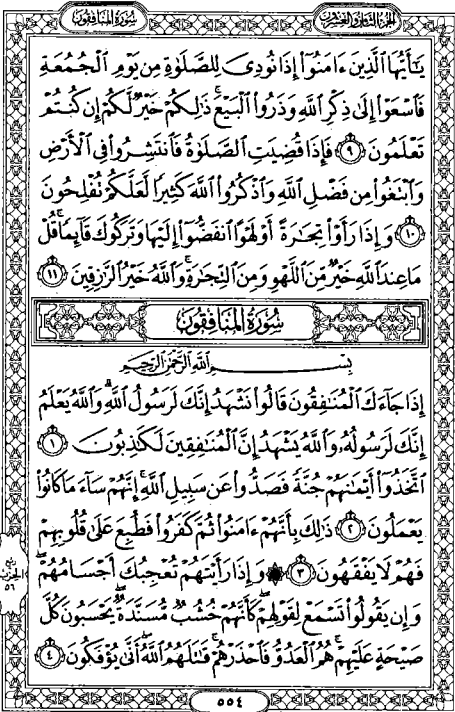 الجزء الثامن والعشرون
سورة المنافقون
يَٰٓأَيُّهَا ٱلَّذِينَ ءَامَنُوٓا۟ إِذَا نُودِىَ لِلصَّلَوٰةِ مِن يَوْمِ ٱلْجُمُعَةِ
فَٱسْعَوْا۟ إِلَىٰ ذِكْرِ ٱللَّهِ وَذَرُوا۟ ٱلْبَيْعَ ۚ ذَٰلِكُمْ خَيْرٌ لَّكُمْ إِن كُنتُمْ
تَعْلَمُونَ ٩ فَإِذَا قُضِيَتِ ٱلصَّلَوٰةُ فَٱنتَشِرُوا۟ فِى ٱلْأَرْضِ
وَٱبْتَغُوا۟ مِن فَضْلِ ٱللَّهِ وَٱذْكُرُوا۟ ٱللَّهَ كَثِيرًا لَّعَلَّكُمْ تُفْلِحُونَ
١٠ وَإِذَا رَأَوْا۟ تِجَٰرَةً أَوْ لَهْوًا ٱنفَضُّوٓا۟ إِلَيْهَا وَتَرَكُوكَ قَآئِمًا ۚ قُلْ
مَا عِندَ ٱللَّهِ خَيْرٌ مِّنَ ٱللَّهْوِ وَمِنَ ٱلتِّجَٰرَةِ ۚ وَٱللَّهُ خَيْرُ ٱلرَّٰزِقِينَ ١١
سُورَةُ الْمُنَافِقُونَ
بِسْمِ ٱللَّهِ ٱلرَّحْمَٰنِ ٱلرَّحِيمِ
إِذَا جَآءَكَ ٱلْمُنَٰفِقُونَ قَالُوا۟ نَشْهَدُ إِنَّكَ لَرَسُولُ ٱللَّهِ ۗ وَٱللَّهُ يَعْلَمُ
إِنَّكَ لَرَسُولُهُۥ وَٱللَّهُ يَشْهَدُ إِنَّ ٱلْمُنَٰفِقِينَ لَكَٰذِبُونَ ١
ٱتَّخَذُوٓا۟ أَيْمَٰنَهُمْ جُنَّةً فَصَدُّوا۟ عَن سَبِيلِ ٱللَّهِ ۚ إِنَّهُمْ سَآءَ مَا كَانُوا۟
يَعْمَلُونَ ٢ ذَٰلِكَ بِأَنَّهُمْ ءَامَنُوا۟ ثُمَّ كَفَرُوا۟ فَطُبِعَ عَلَىٰ قُلُوبِهِمْ
فَهُمْ لَا يَفْقَهُونَ ٣ ۞ وَإِذَا رَأَيْتَهُمْ تُعْجِبُكَ أَجْسَامُهُمْ ۖ
وَإِن يَقُولُوا۟ تَسْمَعْ لِقَوْلِهِمْ ۖ كَأَنَّهُمْ خُشُبٌ مُّسَنَّدَةٌ ۖ يَحْسَبُونَ كُلَّ
صَيْحَةٍ عَلَيْهِمْ ۚ هُمُ ٱلْعَدُوُّ فَٱحْذَرْهُمْ ۚ قَٰتَلَهُمُ ٱللَّهُ ۖ أَنَّىٰ يُؤْفَكُونَ ٤
ربع
الحزب
٥٦
٥٥٤